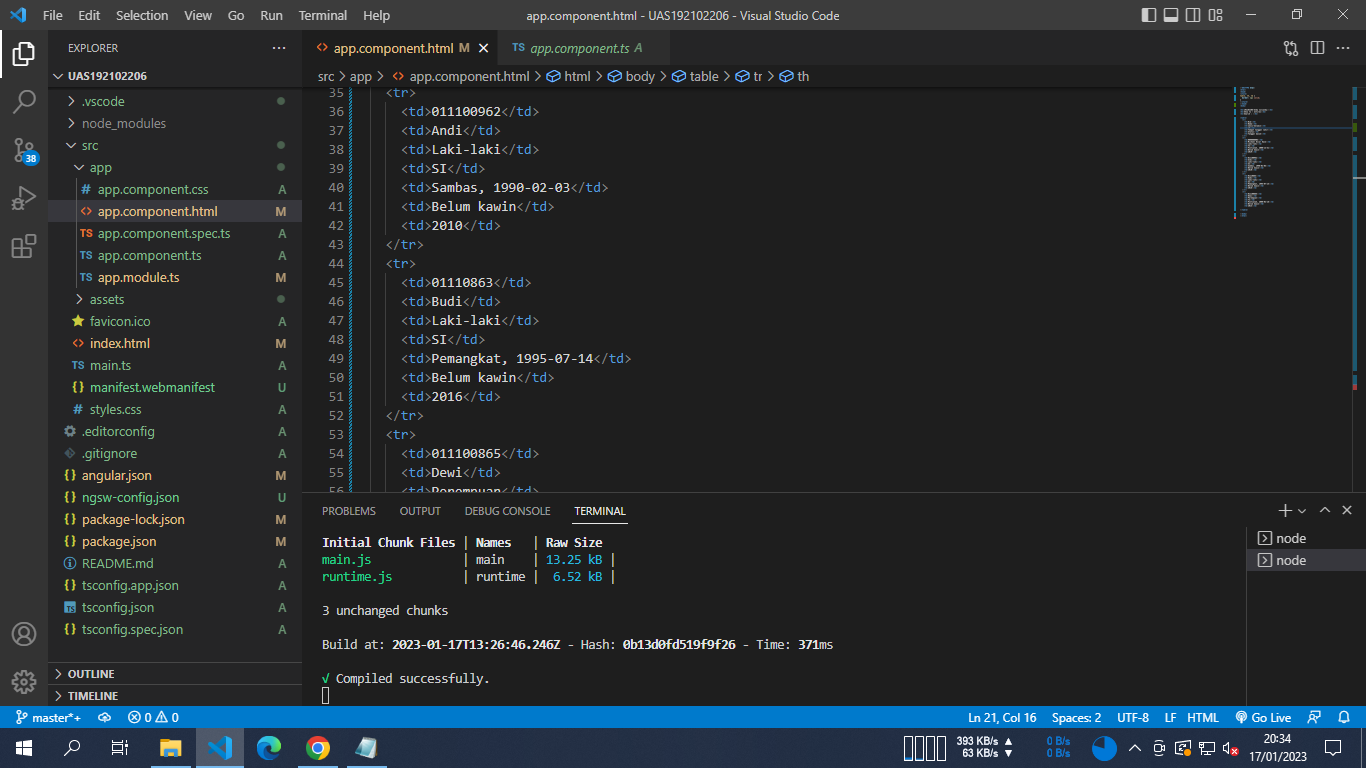 File Edit Selection View Go Run Terminal Help
app.component.html - UAS192102206 - Visual Studio Code
EXPLORER
UAS192102206
.vscode
node_modules
src
app
# app.component.css A
<> app.component.html M
TS app.component.spec.ts A
TS app.component.ts A
TS app.module.ts M
assets
favicon.ico A
<> index.html M
TS main.ts A
{} manifest.webmanifest U
# styles.css A
.editorconfig A
.gitignore A
{} angular.json M
{} ngsw-config.json U
{} package-lock.json M
{} package.json M
README.md A
{} tsconfig.app.json A
TS tsconfig.json A
{} tsconfig.spec.json A
OUTLINE
TIMELINE
38
<> app.component.html M
TS app.component.ts A
src > app > <> app.component.html > html > body > table > tr > th
35 <tr>
36 <td>011100962</td>
37 <td>Andi</td>
38 <td>Laki-laki</td>
39 <td>SI</td>
40 <td>Sambas, 1990-02-03</td>
41 <td>Belum kawin</td>
42 <td>2010</td>
43 </tr>
44 <tr>
45 <td>01110863</td>
46 <td>Budi</td>
47 <td>Laki-laki</td>
48 <td>SI</td>
49 <td>Pemangkat, 1995-07-14</td>
50 <td>Belum kawin</td>
51 <td>2016</td>
52 </tr>
53 <tr>
54 <td>011100865</td>
55 <td>Dewi</td>
56 <td>Perempuan</td>
PROBLEMS OUTPUT DEBUG CONSOLE TERMINAL
Initial Chunk Files | Names | Raw Size
main.js | main | 13.25 kB |
runtime.js | runtime | 6.52 kB |
3 unchanged chunks
Build at: 2023-01-17T13:26:46.246Z - Hash: 0b13d0fd519f9f26 - Time: 371ms
√ Compiled successfully.
node
node
master*+ 0 0 Ln 21, Col 16 Spaces: 2 UTF-8 LF HTML Go Live
393 KB/s
63 KB/s
0 B/s
0 B/s
20:34
17/01/2023